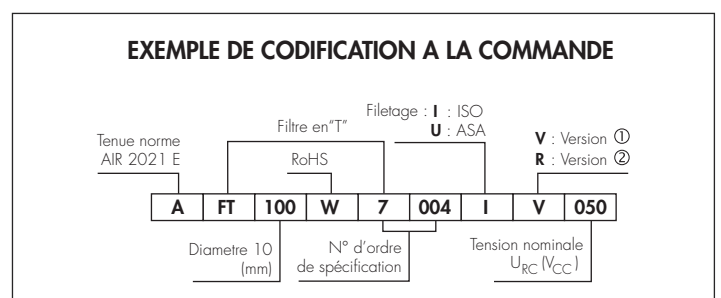 EXEMPLE DE CODIFICATION A LA COMMANDE
Tenue norme
AIR 2021 E
Filtre en"T"
RoHS
Filetage : I : ISO
U : ASA
V : Version ①
R : Version ②
A FT 100 W 7 004 I V 050
Diametre 10
(mm)
N° d'ordre
de spécification
Tension nominale
URC (VCC)